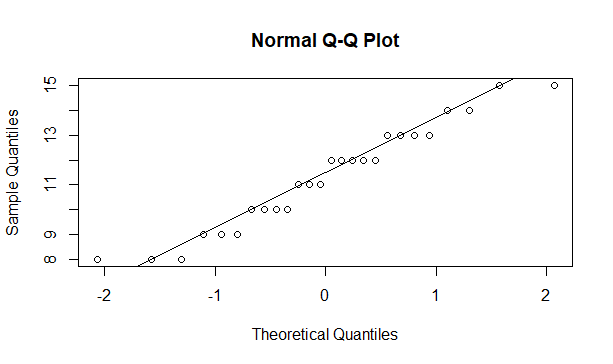 Normal Q-Q Plot
Sample Quantiles
15
13
11
9
8
-2 -1 0 1 2
Theoretical Quantiles